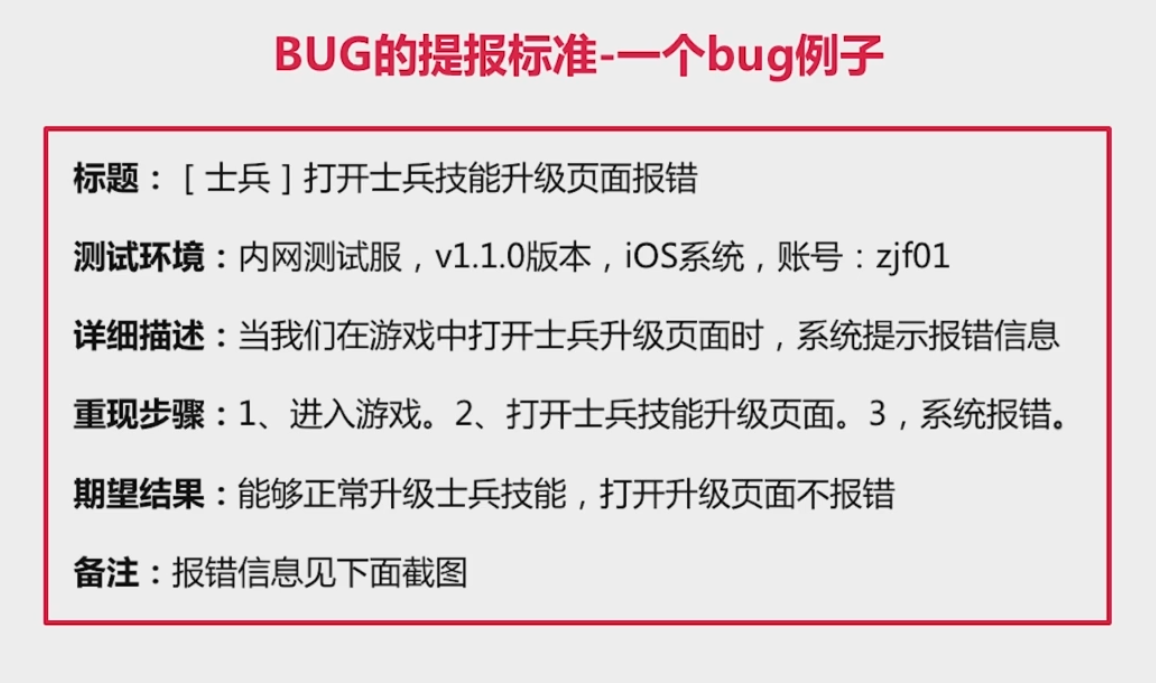 BUG的提报标准-一个bug例子
标题：［士兵］打开士兵技能升级页面报错
测试环境：内网测试服，v1.1.0版本，iOS系统，账号：zjf01
详细描述：当我们在游戏中打开士兵升级页面时，系统提示报错信息
重现步骤：1、进入游戏。2、打开士兵技能升级页面。3，系统报错。
期望结果：能够正常升级士兵技能，打开升级页面不报错
备注：报错信息见下面截图